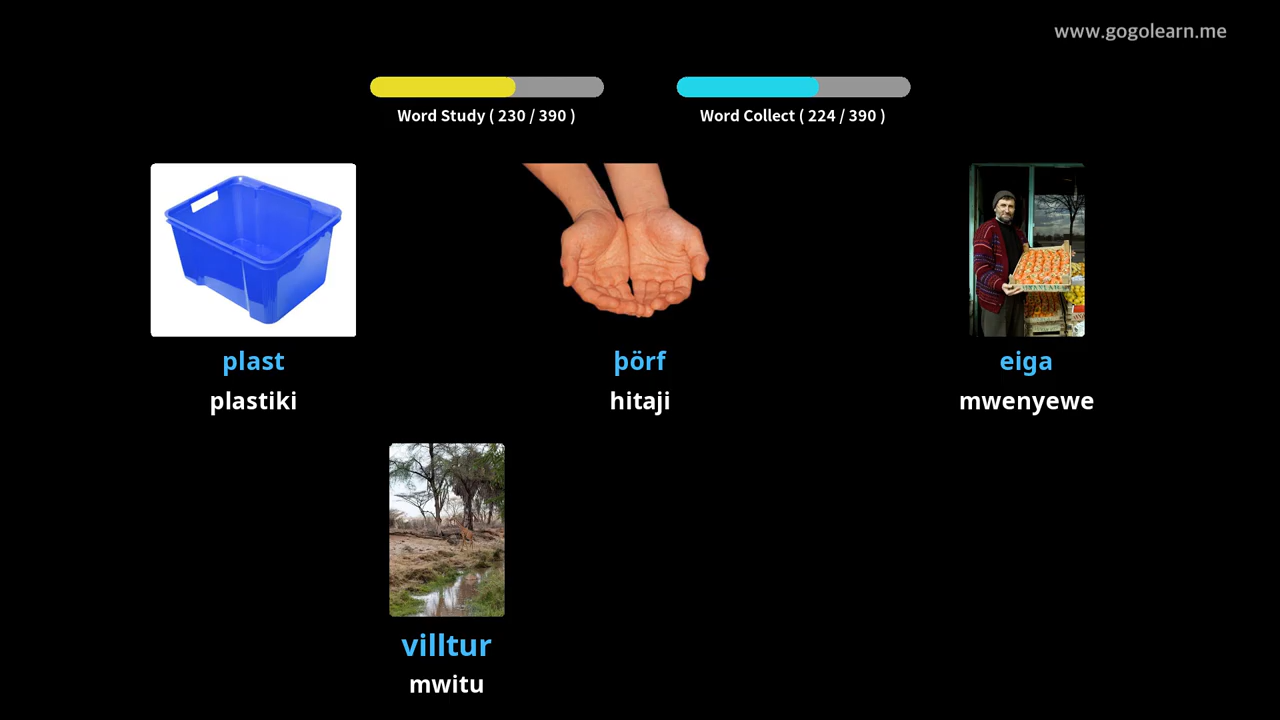 www.gogolearn.me
Word Study ( 230 / 390 )
Word Collect ( 224 / 390 )
plast
þörf
eiga
plastiki
hitaji
mwenyewe
villtur
mwitu